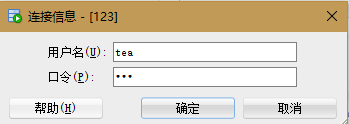 连接信息 - [123]
用户名(U): tea
口令(P): •••
帮助(H) 确定 取消